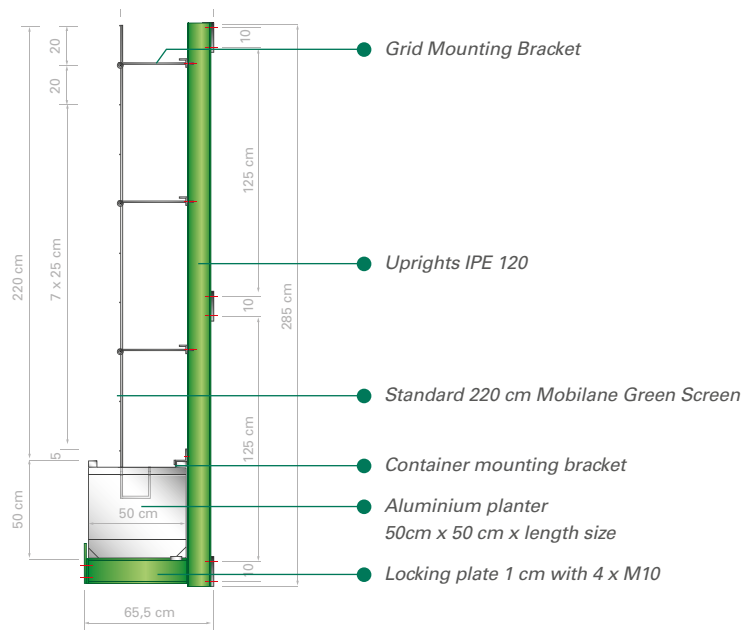 20
20
7 x 25 cm
220 cm
5
50 cm
50 cm
65,5 cm
10
125 cm
10
125 cm
10
285 cm
Grid Mounting Bracket
Uprights IPE 120
Standard 220 cm Mobilane Green Screen
Container mounting bracket
Aluminium planter
50cm x 50 cm x length size
Locking plate 1 cm with 4 x M10